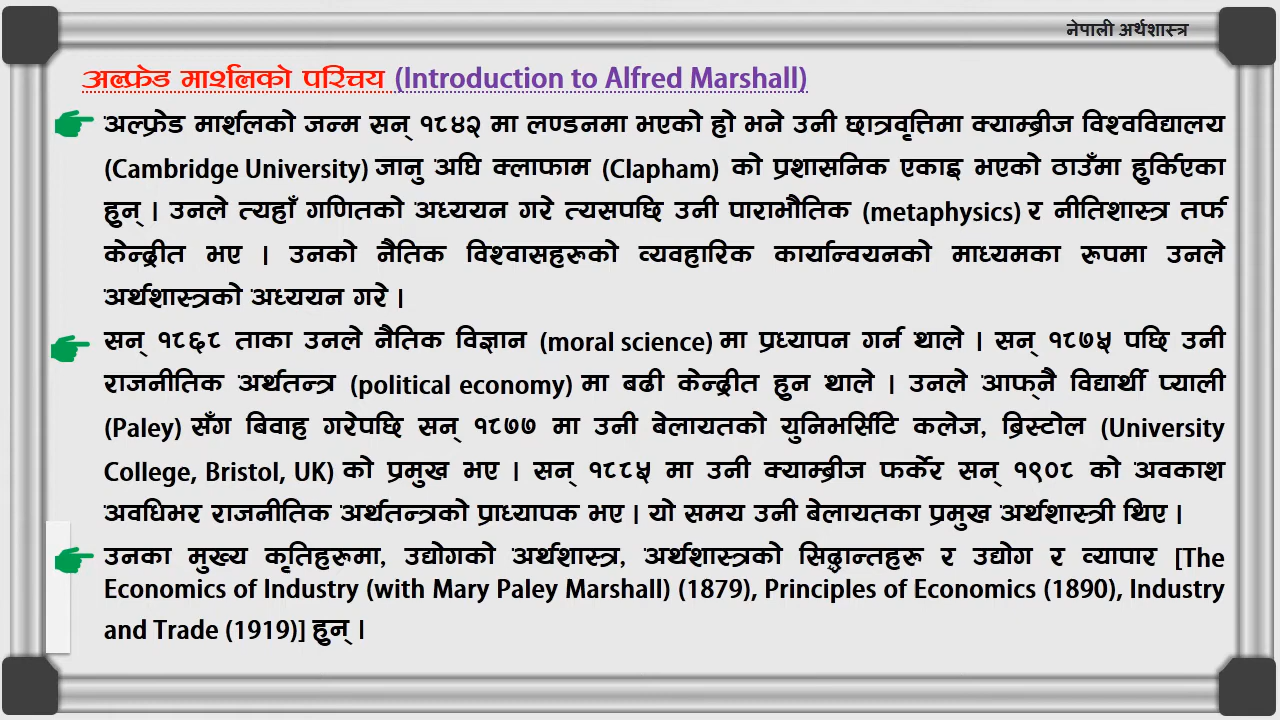 नेपाली अर्थशास्त्र
अल्फ्रेड मार्शलको परिचय (Introduction to Alfred Marshall)
अल्फ्रेड मार्शलको जन्म सन् १८४२ मा लण्डनमा भएको हो भने उनी छात्रवृत्तिमा क्याम्ब्रीज विश्वविद्यालय
(Cambridge University) जानु अघि क्लाफाम (Clapham) को प्रशासनिक एकाइ भएको ठाउँमा हुर्किएका
हुन् । उनले त्यहाँ गणितको अध्ययन गरे त्यसपछि उनी पाराभौतिक (metaphysics) र नीतिशास्त्र तर्फ
केन्द्रीत भए । उनको नैतिक विश्वासहरूको व्यवहारिक कार्यान्वयनको माध्यमका रूपमा उनले
अर्थशास्त्रको अध्ययन गरे ।
सन् १८६८ ताका उनले नैतिक विज्ञान (moral science) मा प्रध्यापन गर्न थाले । सन् १८७५ पछि उनी
राजनीतिक अर्थतन्त्र (political economy) मा बढी केन्द्रीत हुन थाले । उनले आफ्नै विद्यार्थी प्याली
(Paley) सँग बिवाह गरेपछि सन् १८७७ मा उनी बेलायतको युनिभर्सिटि कलेज, ब्रिस्टोल (University
College, Bristol, UK) को प्रमुख भए । सन् १८८५ मा उनी क्याम्ब्रीज फर्केर सन् १९०८ को अवकाश
अवधिभर राजनीतिक अर्थतन्त्रको प्राध्यापक भए । यो समय उनी बेलायतका प्रमुख अर्थशास्त्री थिए ।
उनका मुख्य कृतिहरूमा, उद्योगको अर्थशास्त्र, अर्थशास्त्रको सिद्धान्तहरू र उद्योग र व्यापार [The
Economics of Industry (with Mary Paley Marshall) (1879), Principles of Economics (1890), Industry
and Trade (1919)] हुन् ।